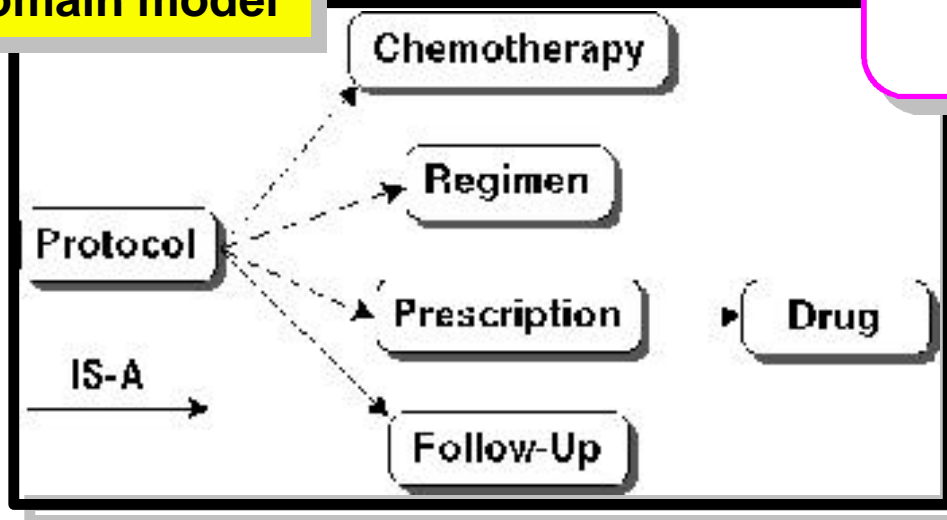 omain model
Chemotherapy
Regimen
Protocol
Prescription
Drug
IS-A
Follow-Up